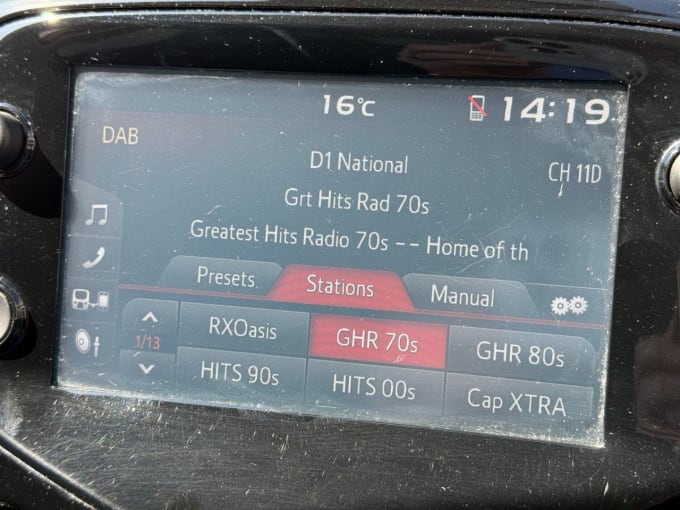 16°C 14:19
DAB
D1 National
CH 11D
Grt Hits Rad 70s
Greatest Hits Radio 70s -- Home of th
Presets Stations Manual
RXOasis GHR 70s GHR 80s
1/13
HITS 90s HITS 00s Cap XTRA